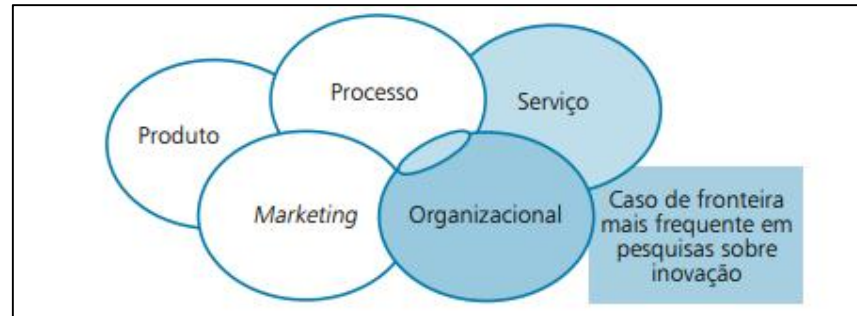 Processo
Serviço
Produto
Marketing
Organizacional
Caso de fronteira
mais frequente em
pesquisas sobre
inovação